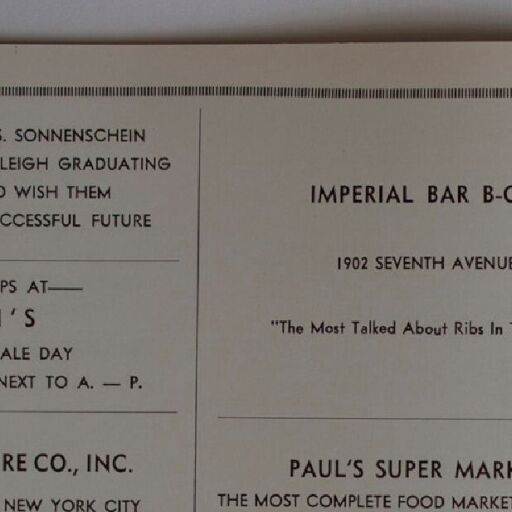 S. SONNENSCHEIN
LEIGH GRADUATING
WISH THEM
CCESSFUL FUTURE
PS AT—
'S
ALE DAY
NEXT TO A. — P.
RE CO., INC.
NEW YORK CITY
IMPERIAL BAR B-
1902 SEVENTH AVENUE
"The Most Talked About Ribs In
PAUL'S SUPER MARK
THE MOST COMPLETE FOOD MARKET